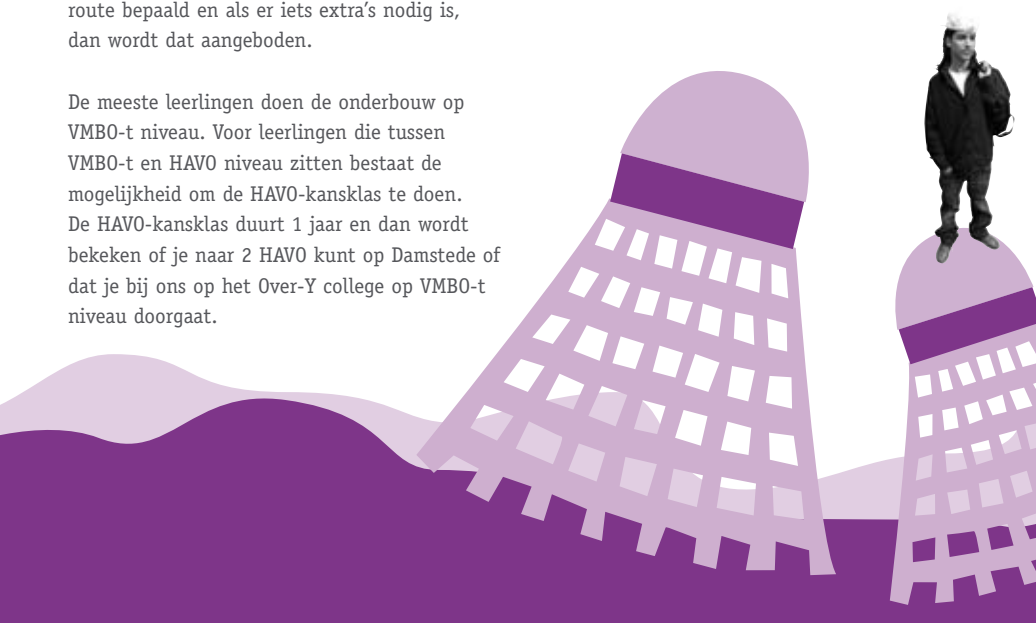 route bepaald en als er iets extra’s nodig is,
dan wordt dat aangeboden.
De meeste leerlingen doen de onderbouw op
VMBO-t niveau. Voor leerlingen die tussen
VMBO-t en HAVO niveau zitten bestaat de
mogelijkheid om de HAVO-kansklas te doen.
De HAVO-kansklas duurt 1 jaar en dan wordt
bekeken of je naar 2 HAVO kunt op Damstede of
dat je bij ons op het Over-Y college op VMBO-t
niveau doorgaat.